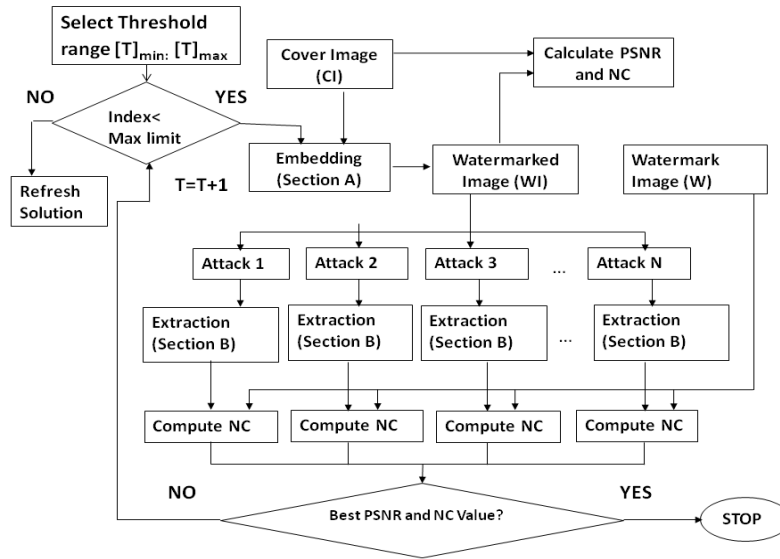 Select Threshold
range [T]min: [T]max
Cover Image
(CI)
Calculate PSNR
and NC
NO
YES
Index<
Max limit
Embedding
(Section A)
Watermarked
Image (WI)
Watermark
Image (W)
Refresh
Solution
T=T+1
Attack 1
Attack 2
Attack 3
...
Attack N
Extraction
(Section B)
Extraction
(Section B)
Extraction
(Section B)
...
Extraction
(Section B)
Compute NC
Compute NC
Compute NC
Compute NC
NO
YES
Best PSNR and NC Value?
STOP